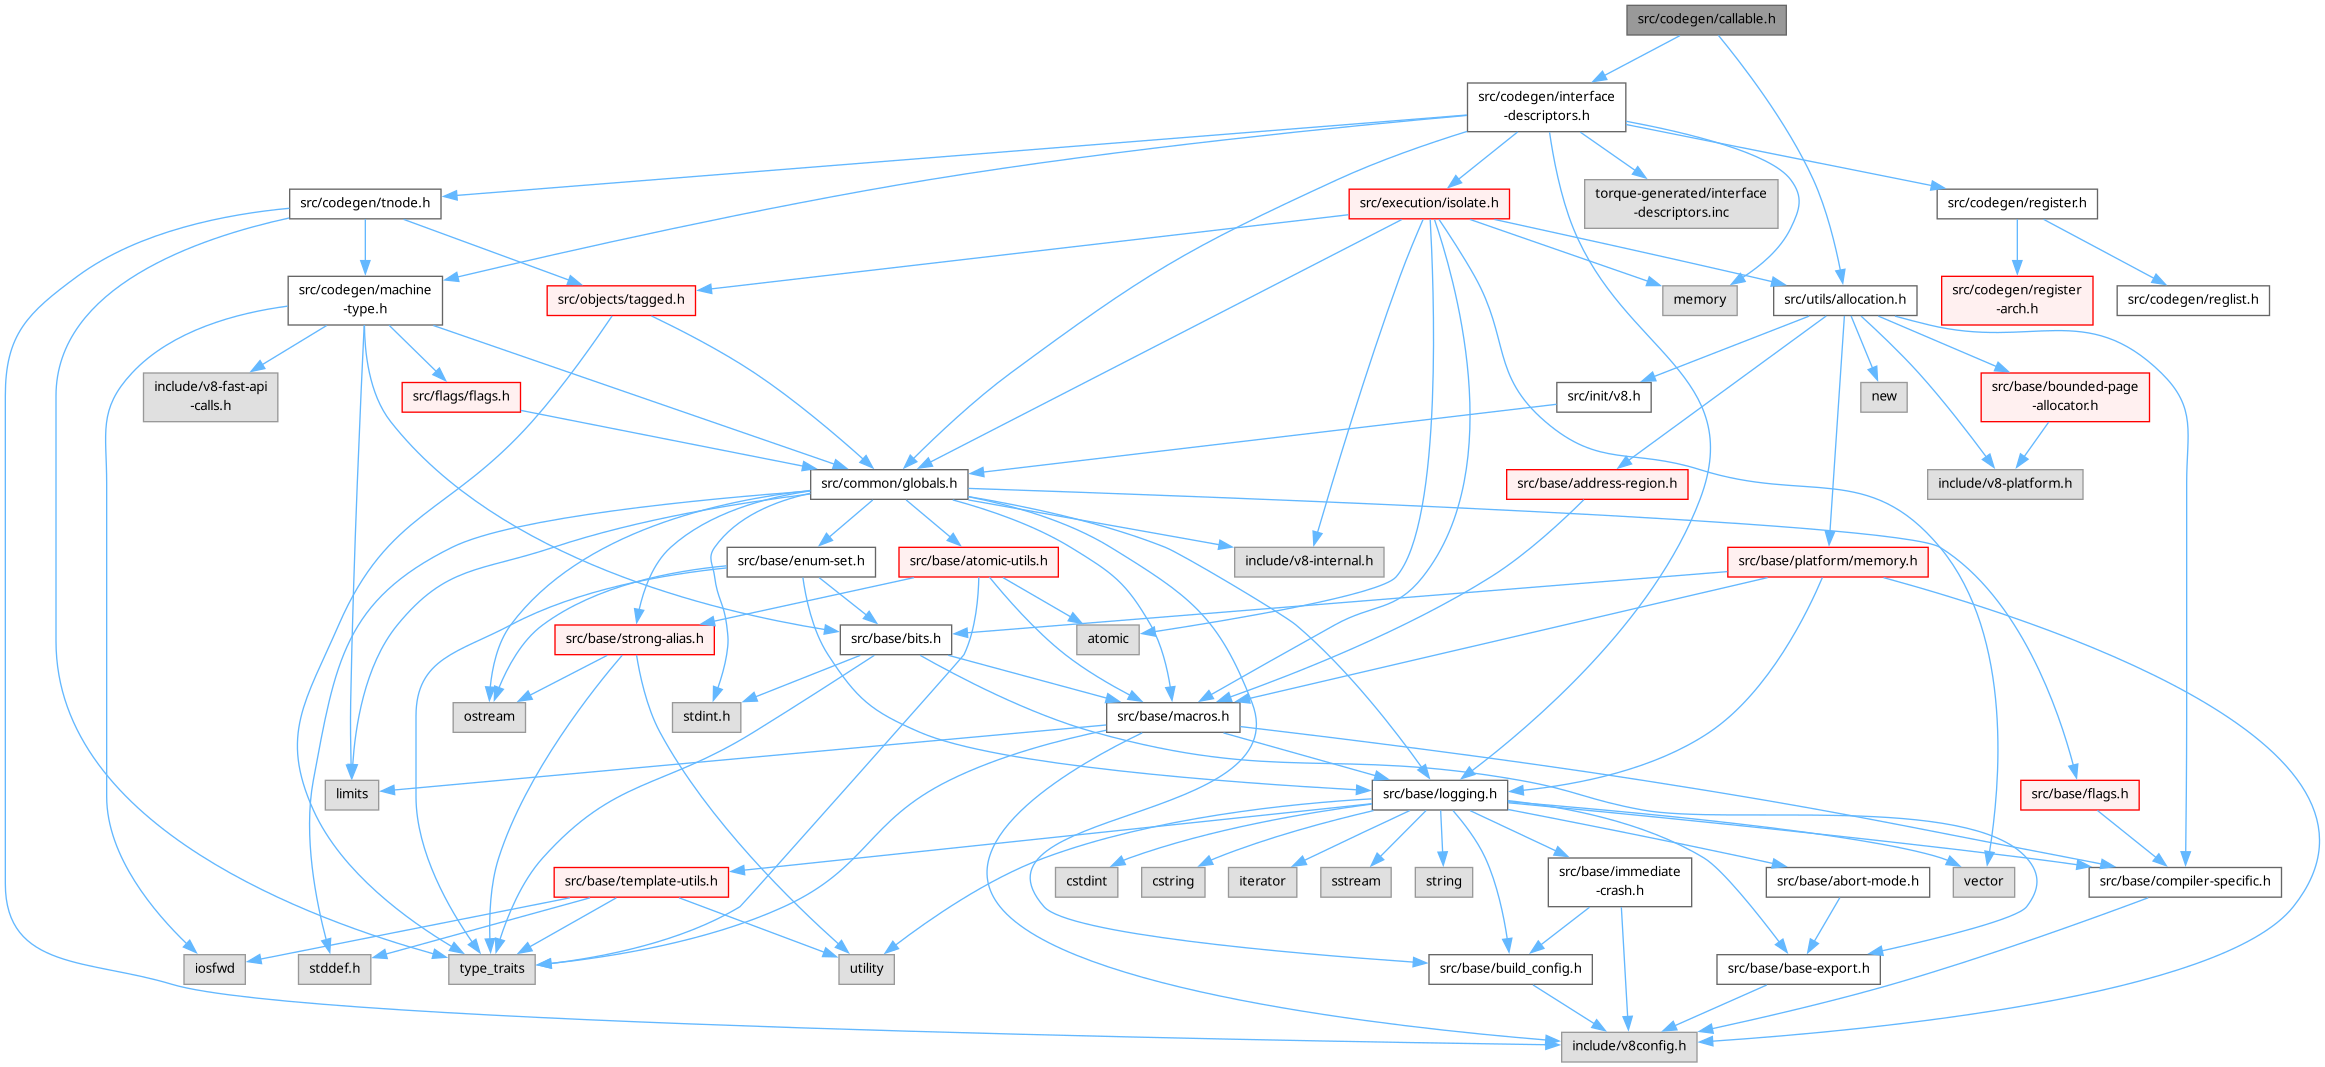 src/codegen/callable.h
src/codegen/interface
-descriptors.h
src/codegen/tnode.h
src/execution/isolate.h
torque-generated/interface
-descriptors.inc
src/codegen/register.h
src/codegen/machine
-type.h
src/objects/tagged.h
memory
src/utils/allocation.h
src/codegen/register
-arch.h
src/codegen/reglist.h
include/v8-fast-api
-calls.h
src/flags/flags.h
src/init/v8.h
new
src/base/bounded-page
-allocator.h
src/common/globals.h
src/base/address-region.h
include/v8-platform.h
src/base/enum-set.h
src/base/atomic-utils.h
include/v8-internal.h
src/base/platform/memory.h
src/base/strong-alias.h
src/base/bits.h
atomic
ostream
stdint.h
src/base/macros.h
limits
src/base/logging.h
src/base/flags.h
src/base/template-utils.h
cstdint
cstring
iterator
sstream
string
src/base/immediate
-crash.h
src/base/abort-mode.h
vector
src/base/compiler-specific.h
iosfwd
stddef.h
type_traits
utility
src/base/build_config.h
src/base/base-export.h
include/v8config.h